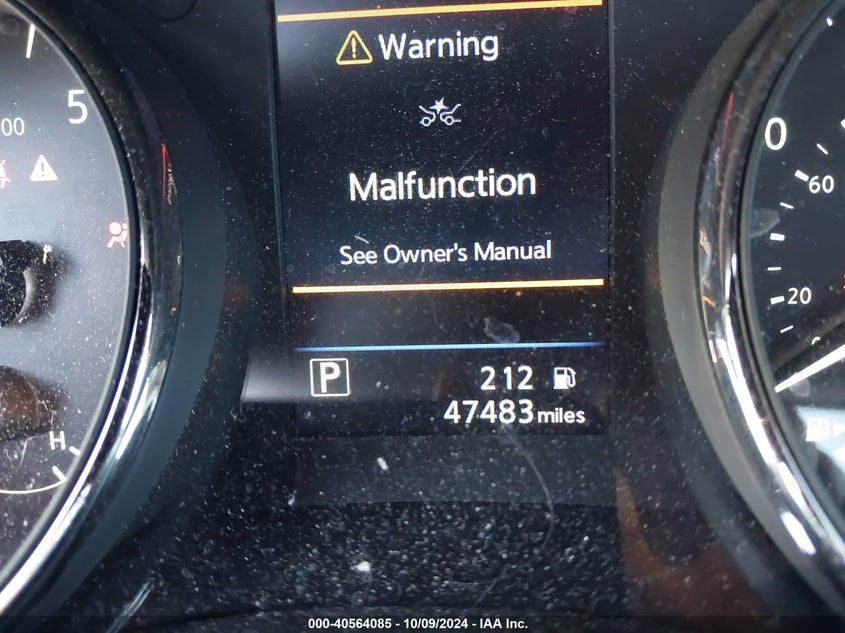 Warning
5
00
0
Malfunction
60
See Owner's Manual
20
P 212
47483 miles
H
000-40564085 - 10/09/2024 - IAA Inc.